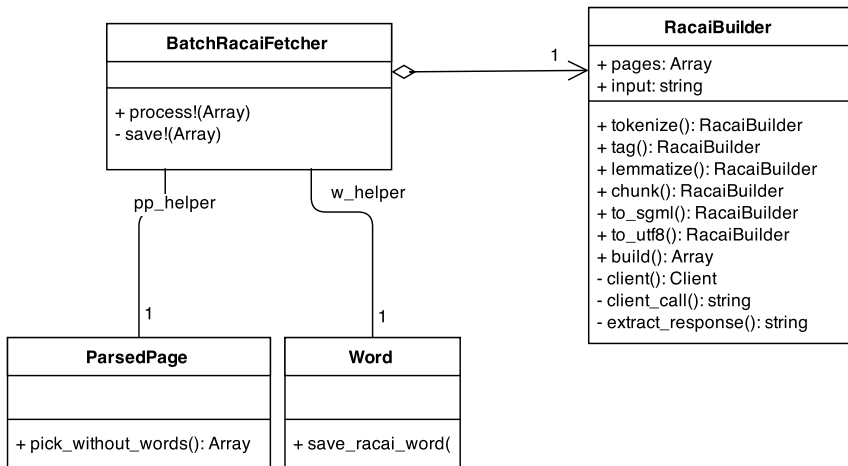 BatchRacaiFetcher
+ process!(Array)
- save!(Array)
1
RacaiBuilder
+ pages: Array
+ input: string
+ tokenize(): RacaiBuilder
+ tag(): RacaiBuilder
+ lemmatize(): RacaiBuilder
+ chunk(): RacaiBuilder
+ to_sgml(): RacaiBuilder
+ to_utf8(): RacaiBuilder
+ build(): Array
- client(): Client
- client_call(): string
- extract_response(): string
pp_helper
w_helper
1
1
ParsedPage
+ pick_without_words(): Array
Word
+ save_racai_word(